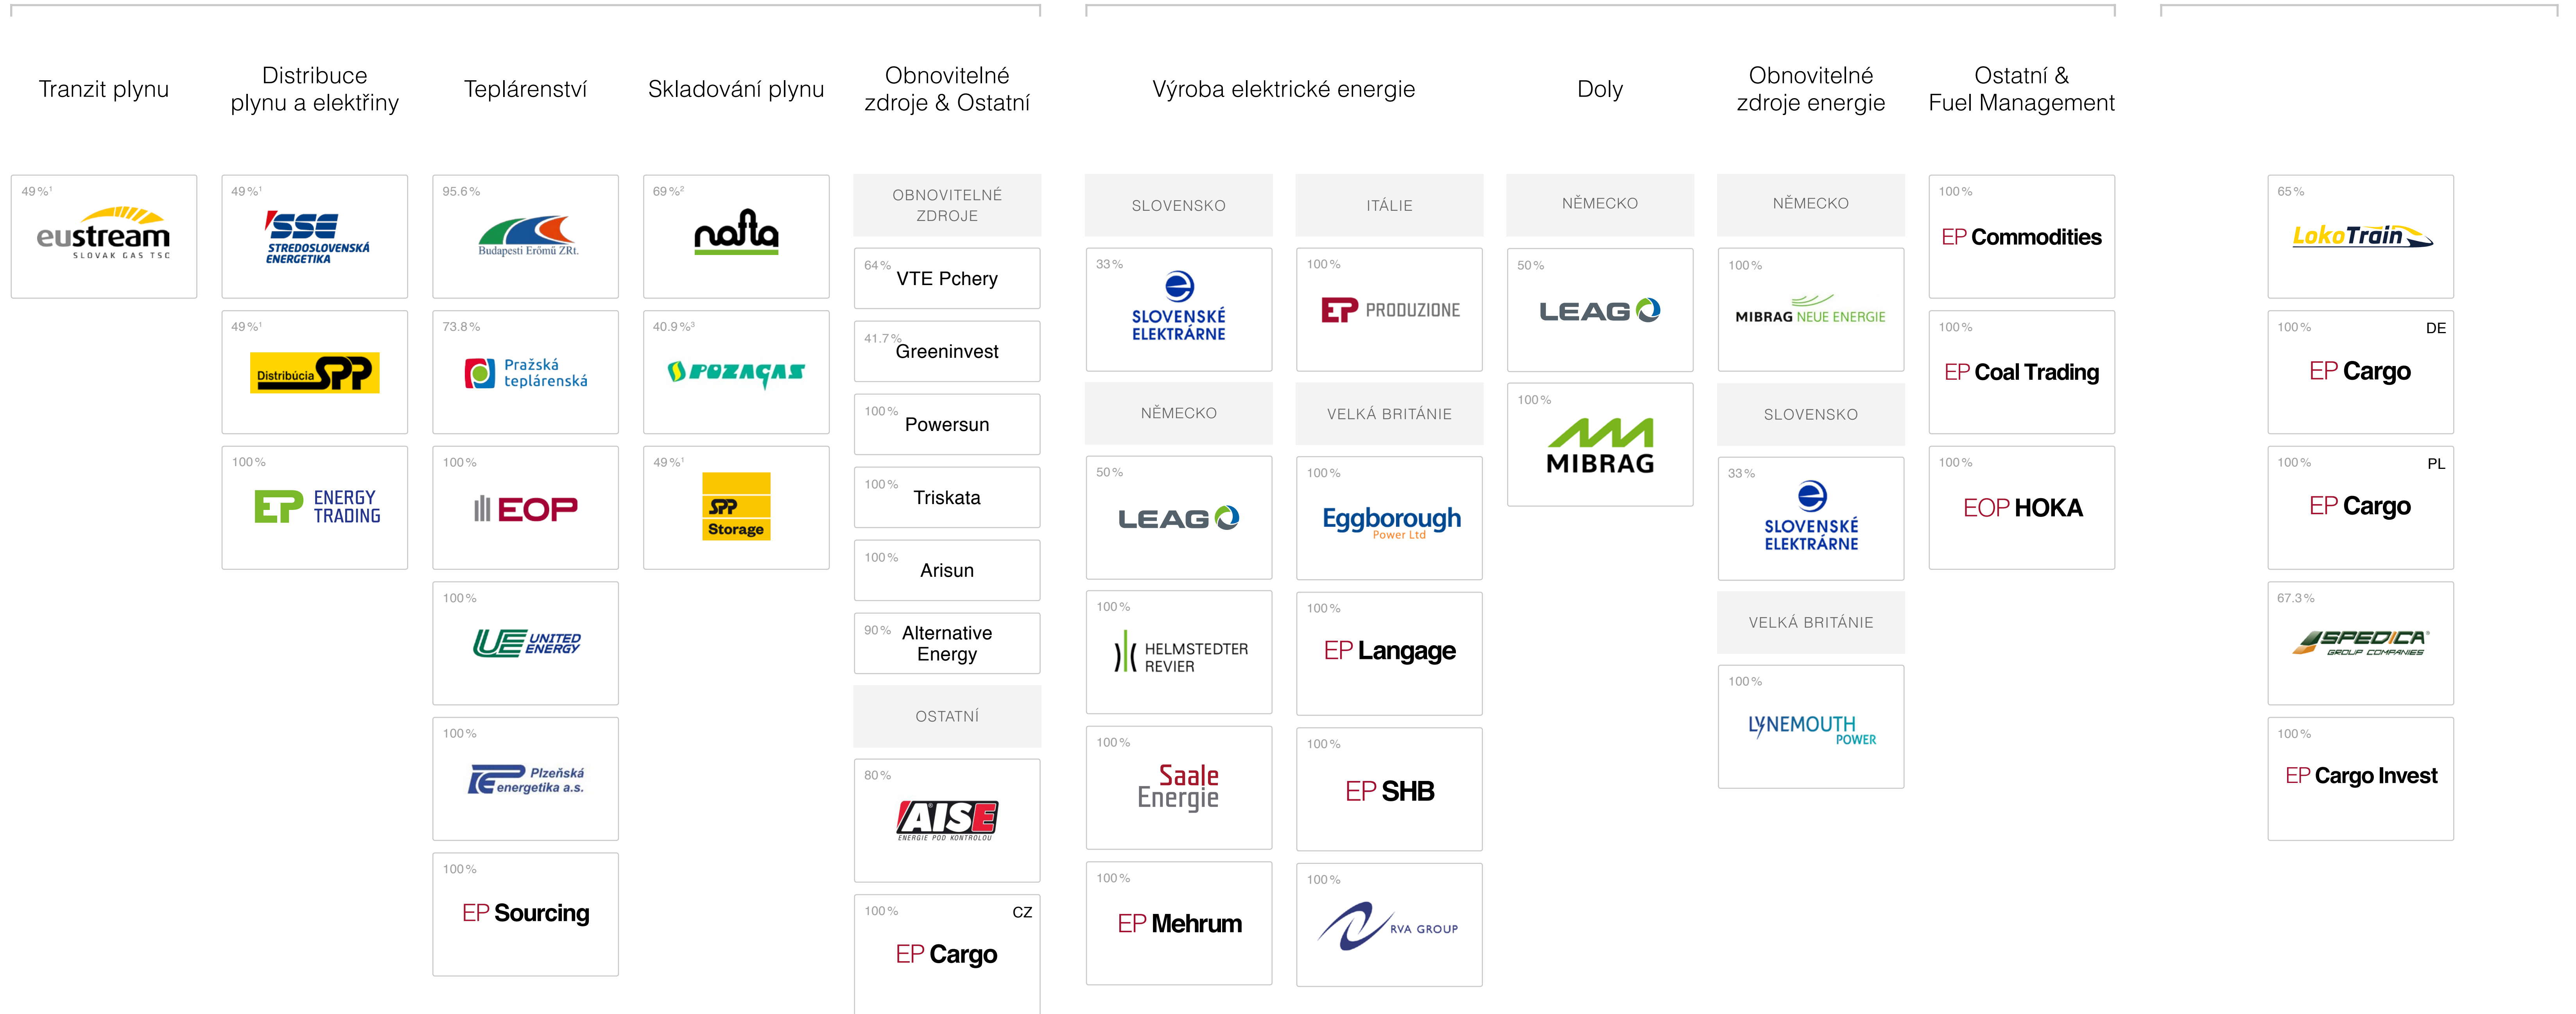 Tranzit plynu
49%¹
eustream
SLOVAK GAS TSC
Distribuce
plynu a elektřiny
49%¹
SSE
STREDOSLOVENSKÁ
ENERGETIKA
49%¹
Distribúcia SPP
100%
EP ENERGY
TRADING
Teplárenství
95.6%
Budapesti Erőmű ZRt.
73.8%
Pražská
teplárenská
100%
EOP
100%
UE UNITED
ENERGY
100%
PE Plzeňská
energetika a.s.
100%
EP Sourcing
Skladování plynu
69%²
nafta
40.9%³
POZAGAS
49%¹
SPP
Storage
Obnovitelné
zdroje & Ostatní
OBNOVITELNÉ
ZDROJE
64%
VTE Pchery
41.7%
Greeninvest
100%
Powersun
100%
Triskata
100%
Arisun
90%
Alternative
Energy
OSTATNÍ
80%
AISE
ENERGIE POD KONTROLOU
100%
CZ
EP Cargo
Výroba elektrické energie
SLOVENSKO
33%
SLOVENSKÉ
ELEKTRÁRNE
NĚMECKO
50%
LEAG
100%
HELMSTEDTER
REVIER
100%
Saale
Energie
100%
EP Mehrum
ITÁLIE
100%
EP PRODUZIONE
VELKÁ BRITÁNIE
100%
Eggborough
Power Ltd
100%
EP Langage
100%
EP SHB
100%
RVA GROUP
Doly
NĚMECKO
50%
LEAG
100%
MIBRAG
Obnovitelné
zdroje energie
NĚMECKO
100%
MIBRAG NEUE ENERGIE
SLOVENSKO
33%
SLOVENSKÉ
ELEKTRÁRNE
VELKÁ BRITÁNIE
100%
LYNEMOUTH
POWER
Ostatní &
Fuel Management
100%
EP Commodities
100%
EP Coal Trading
100%
EOP HOKA
65%
LokoTrain
100%
DE
EP Cargo
100%
PL
EP Cargo
67.3%
SPEDICA®
GROUP COMPANIES
100%
EP Cargo Invest